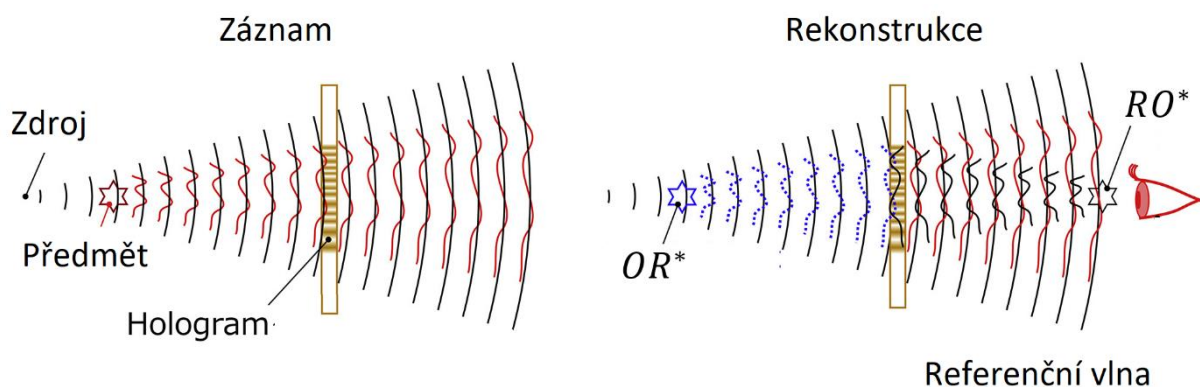 Záznam
Zdroj
Předmět
Hologram
Rekonstrukce
RO*
OR*
Referenční vlna